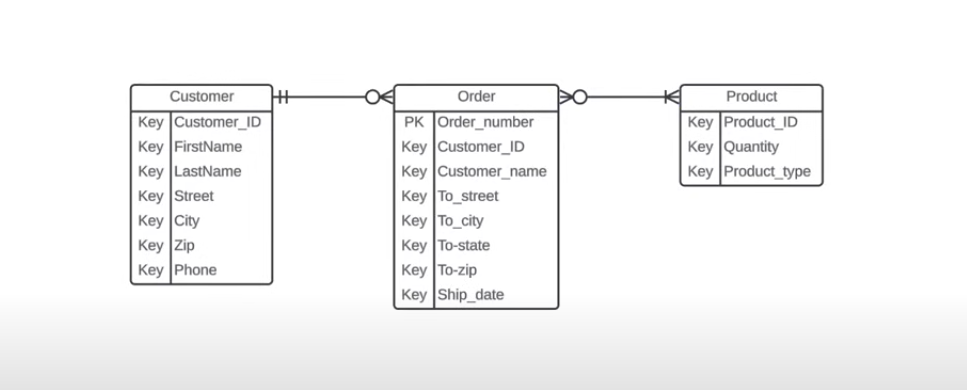 Customer
Key Customer_ID
Key FirstName
Key LastName
Key Street
Key City
Key Zip
Key Phone
Order
PK Order_number
Key Customer_ID
Key Customer_name
Key To_street
Key To_city
Key To-state
Key To-zip
Key Ship_date
Product
Key Product_ID
Key Quantity
Key Product_type